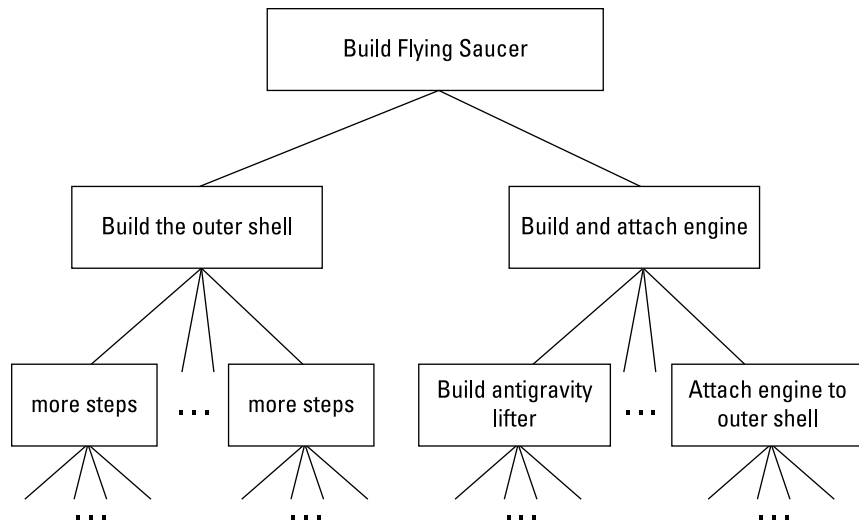 Build Flying Saucer
Build the outer shell
Build and attach engine
more steps
...
more steps
Build antigravity
lifter
...
Attach engine to
outer shell
...
...
...
...